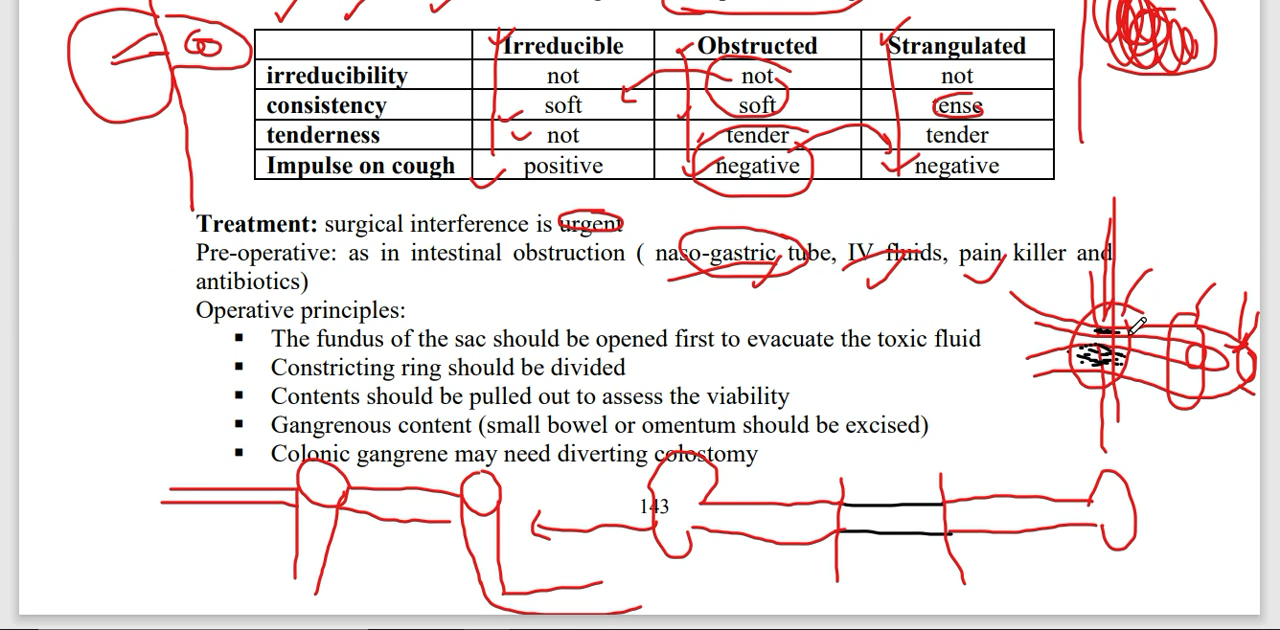 Irreducible Obstructed Strangulated
irreducibility not not not
consistency soft soft tense
tenderness not tender tender
Impulse on cough positive negative negative
Treatment: surgical interference is urgent
Pre-operative: as in intestinal obstruction ( naso-gastric tube, IV fluids, pain killer and
antibiotics)
Operative principles:
▪ The fundus of the sac should be opened first to evacuate the toxic fluid
▪ Constricting ring should be divided
▪ Contents should be pulled out to assess the viability
▪ Gangrenous content (small bowel or omentum should be excised)
▪ Colonic gangrene may need diverting colostomy
143